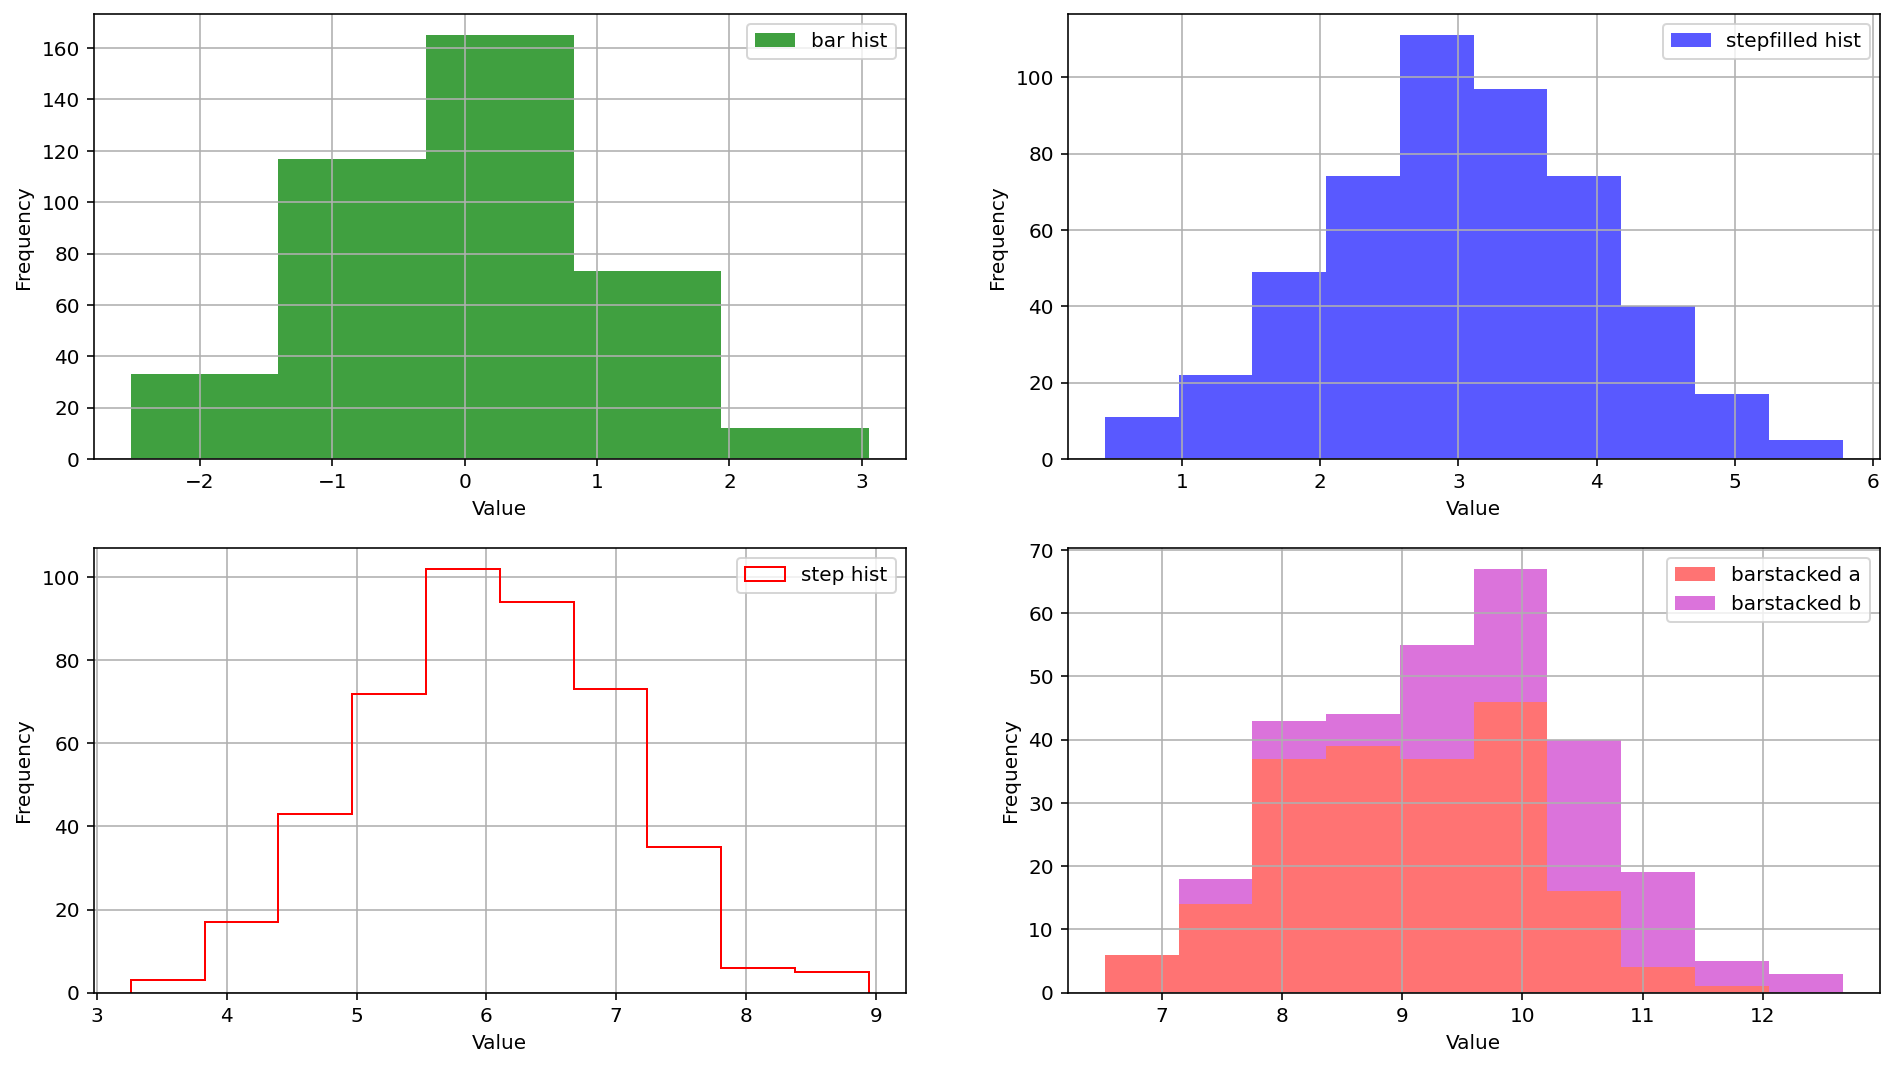 bar hist
160
140
120
100
80
60
40
20
0
Frequency
−2 −1 0 1 2 3
Value
stepfilled hist
100
80
60
40
20
0
Frequency
1 2 3 4 5 6
Value
step hist
100
80
60
40
20
0
Frequency
3 4 5 6 7 8 9
Value
barstacked a
barstacked b
70
60
50
40
30
20
10
0
Frequency
7 8 9 10 11 12
Value